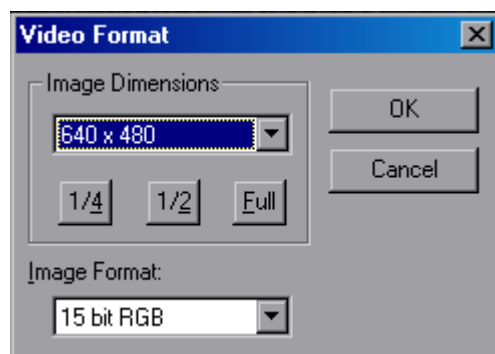 Video Format
Image Dimensions
640 x 480
OK
Cancel
1/4
1/2
Full
Image Format:
15 bit RGB